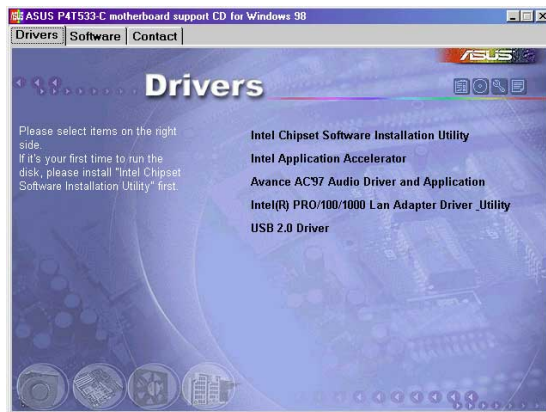 ASUS P4T533-C motherboard support CD for Windows 98
Drivers Software Contact
ASUS
Drivers
Please select items on the right
side.
If it's your first time to run the
disk, please install "Intel Chipset
Software Installation Utility" first.
Intel Chipset Software Installation Utility
Intel Application Accelerator
Avance AC'97 Audio Driver and Application
Intel(R) PRO/100/1000 Lan Adapter Driver _Utility
USB 2.0 Driver